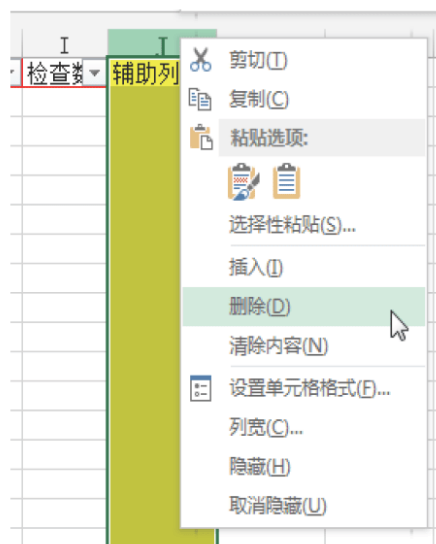 I J
检查数 辅助列
剪切(T)
复制(C)
粘贴选项:
选择性粘贴(S)...
插入(I)
删除(D)
清除内容(N)
设置单元格格式(F)...
列宽(C)...
隐藏(H)
取消隐藏(U)